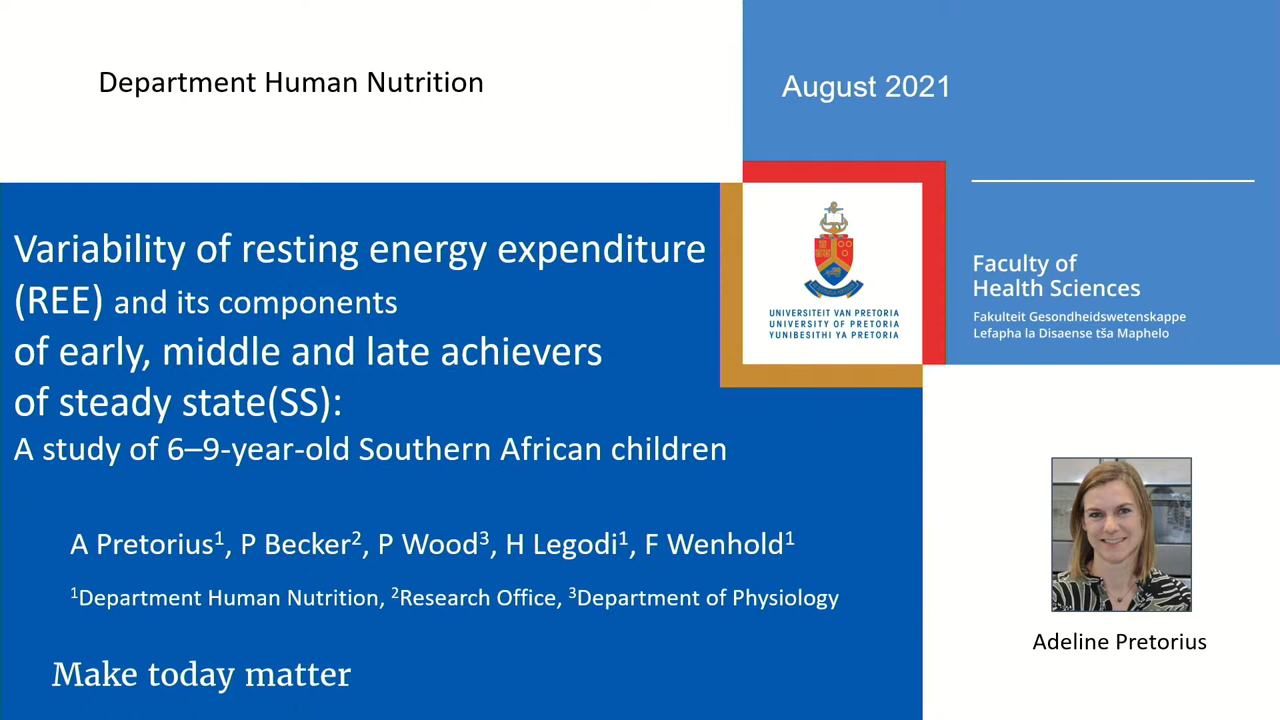 Department Human Nutrition
August 2021
UNIVERSITEIT VAN PRETORIA
UNIVERSITY OF PRETORIA
YUNIBESITHI YA PRETORIA
Faculty of
Health Sciences
Fakulteit Gesondheidswetenskappe
Lefapha la Disaense tša Maphelo
Variability of resting energy expenditure
(REE) and its components
of early, middle and late achievers
of steady state(SS):
A study of 6–9-year-old Southern African children
A Pretorius¹, P Becker², P Wood³, H Legodi¹, F Wenhold¹
¹Department Human Nutrition, ²Research Office, ³Department of Physiology
Make today matter
Adeline Pretorius